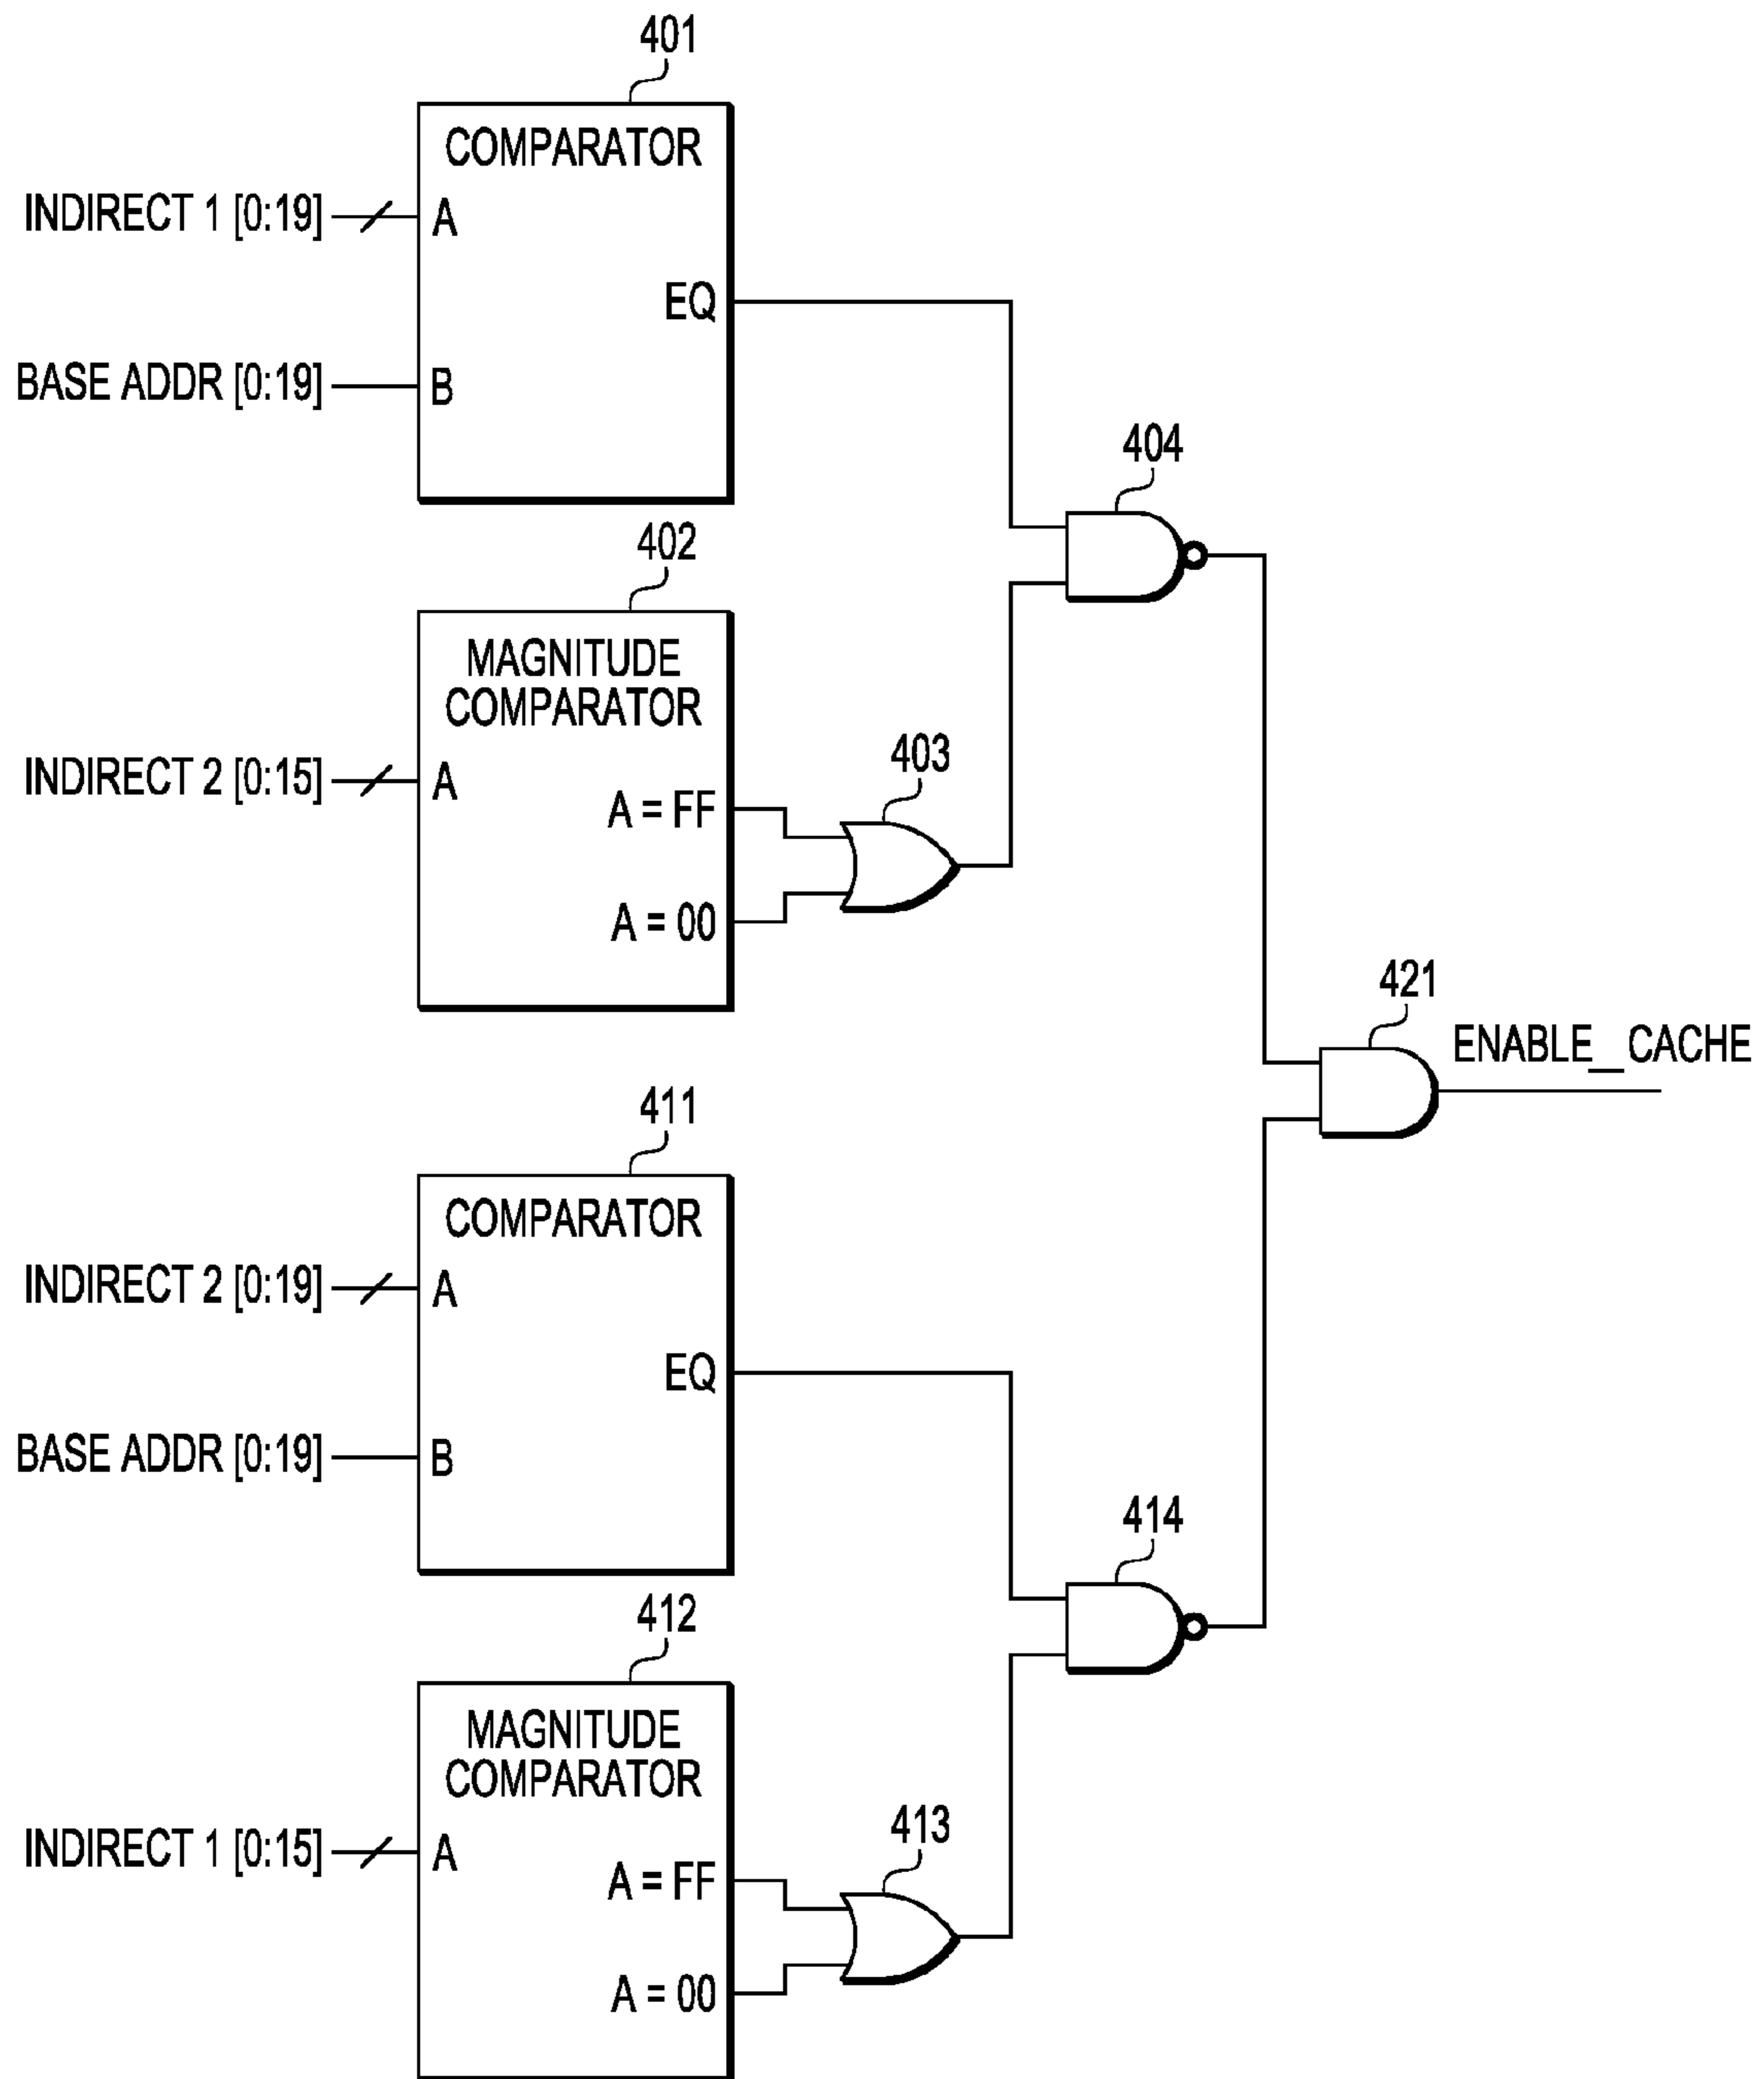 401
COMPARATOR
INDIRECT 1 [0:19]
A
EQ
BASE ADDR [0:19]
B
404
402
MAGNITUDE
COMPARATOR
INDIRECT 2 [0:15]
A
403
A = FF
A = 00
421
ENABLE__CACHE
411
COMPARATOR
INDIRECT 2 [0:19]
A
EQ
BASE ADDR [0:19]
B
414
412
MAGNITUDE
COMPARATOR
INDIRECT 1 [0:15]
A
413
A = FF
A = 00